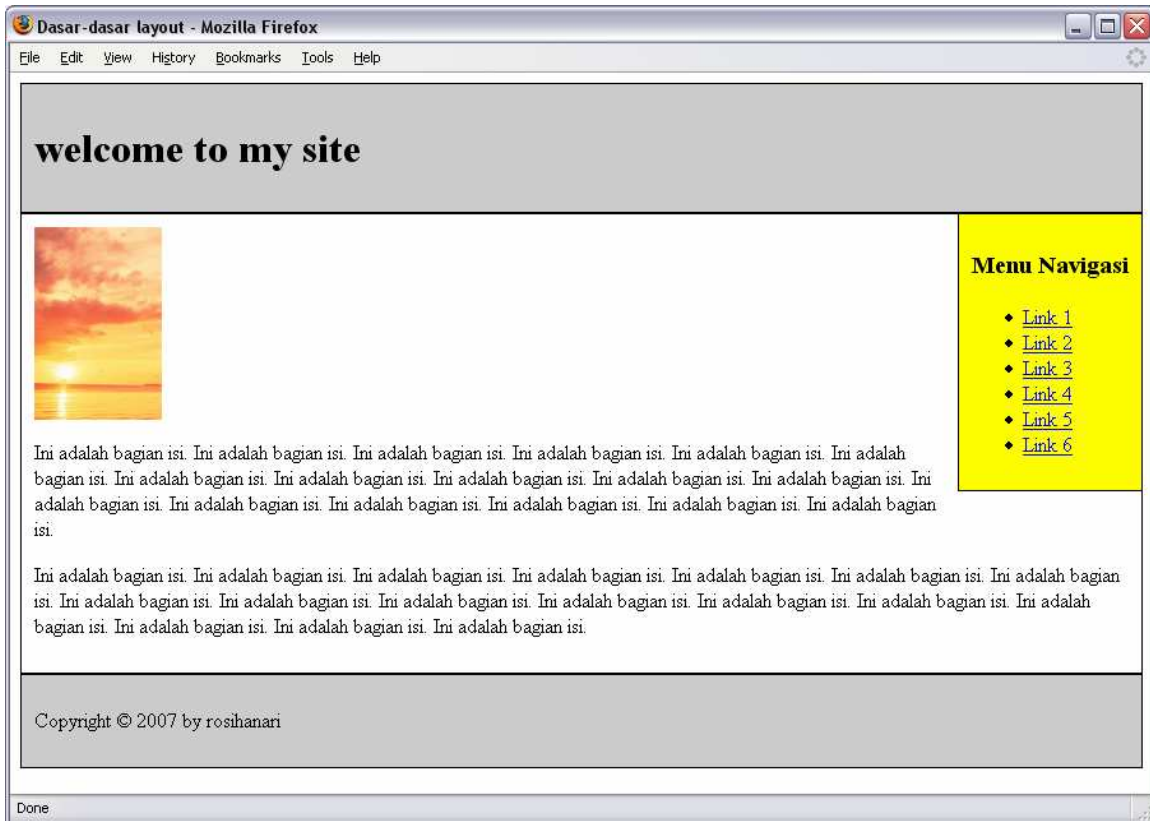 Dasar-dasar layout - Mozilla Firefox
File Edit View History Bookmarks Tools Help
welcome to my site
Menu Navigasi
Link 1
Link 2
Link 3
Link 4
Link 5
Link 6
Ini adalah bagian isi. Ini adalah bagian isi. Ini adalah bagian isi. Ini adalah bagian isi. Ini adalah bagian isi. Ini adalah
bagian isi. Ini adalah bagian isi. Ini adalah bagian isi. Ini adalah bagian isi. Ini adalah bagian isi. Ini adalah bagian isi. Ini
adalah bagian isi. Ini adalah bagian isi. Ini adalah bagian isi. Ini adalah bagian isi. Ini adalah bagian isi. Ini adalah bagian
isi.
Ini adalah bagian isi. Ini adalah bagian isi. Ini adalah bagian isi. Ini adalah bagian isi. Ini adalah bagian isi. Ini adalah bagian isi. Ini adalah bagian
isi. Ini adalah bagian isi. Ini adalah bagian isi. Ini adalah bagian isi. Ini adalah bagian isi. Ini adalah bagian isi. Ini adalah bagian isi. Ini adalah
bagian isi. Ini adalah bagian isi. Ini adalah bagian isi. Ini adalah bagian isi.
Copyright © 2007 by rosihanari
Done